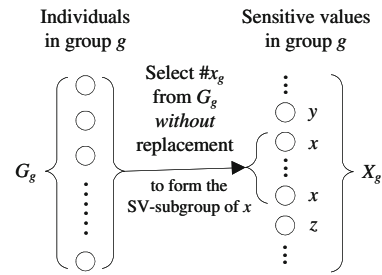 Individuals
in group g
Sensitive values
in group g
Select #x_g
from G_g
without
replacement
to form the
SV-subgroup of x
G_g
y
x
x
z
X_g